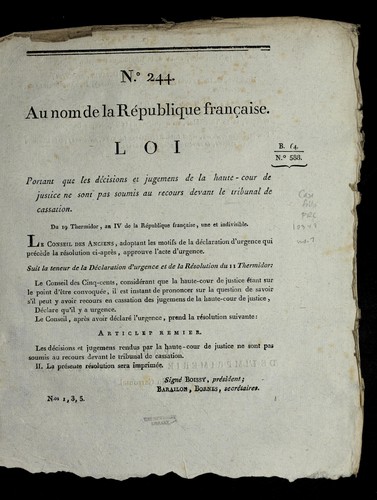 N.º 244.
Au nom de la République française.
LOI
B. 64.
N.º 588.
Portant que les décisions et jugemens de la haute-cour de
justice ne sont pas soumis au recours devant le tribunal de
cassation.
Du 19 Thermidor, an IV de la République française, une et indivisible.
LE CONSEIL DES ANCIENS, adoptant les motifs de la déclaration d'urgence qui
précède la résolution ci-après, approuve l'acte d'urgence.
Suit la teneur de la Déclaration d'urgence et de la Résolution du 11 Thermidor:
Le Conseil des Cinq-cents, considérant que la haute-cour de justice étant sur
le point d'être convoquée, il est instant de prononcer sur la question de savoir
s'il peut y avoir recours en cassation des jugemens de la haute-cour de justice,
Déclare qu'il y a urgence.
Le Conseil, après avoir déclaré l'urgence, prend la résolution suivante:
ARTICLE PREMIER.
Les décisions et jugemens rendus par la haute-cour de justice ne sont pas
soumis au recours devant le tribunal de cassation.
II. La présente résolution sera imprimée.
Signé BOISSY, président;
BARAILON, BORNES, secrétaires.
Nos 1, 3, 5.